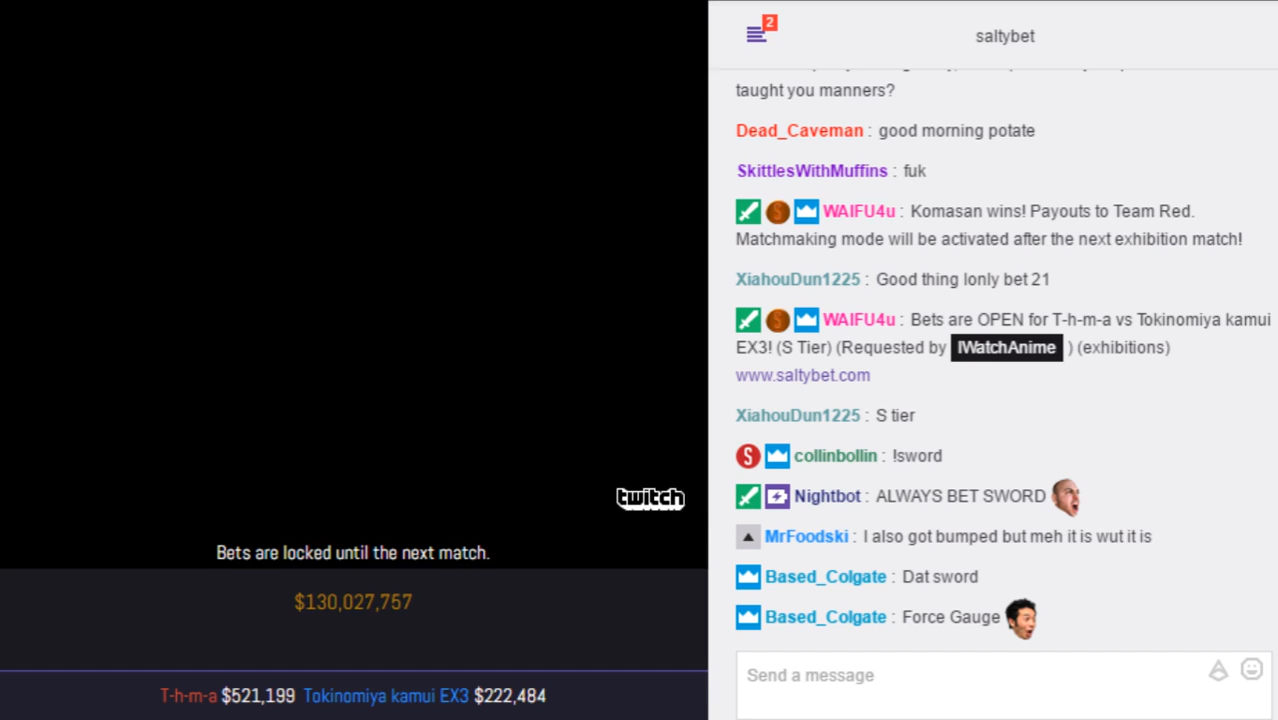 2
saltybet
taught you manners?
Dead_Caveman : good morning potate
SkittlesWithMuffins : fuk
WAIFU4u : Komasan wins! Payouts to Team Red.
Matchmaking mode will be activated after the next exhibition match!
XiahouDun1225 : Good thing Ionly bet 21
WAIFU4u : Bets are OPEN for T-h-m-a vs Tokinomiya kamui
EX3! (S Tier) (Requested by IWatchAnime ) (exhibitions)
www.saltybet.com
XiahouDun1225 : S tier
S collinbollin : !sword
Nightbot : ALWAYS BET SWORD
MrFoodski : I also got bumped but meh it is wut it is
Based_Colgate : Dat sword
Based_Colgate : Force Gauge
Send a message
twitch
Bets are locked until the next match.
$130,027,757
T-h-m-a $521,199 Tokinomiya kamui EX3 $222,484